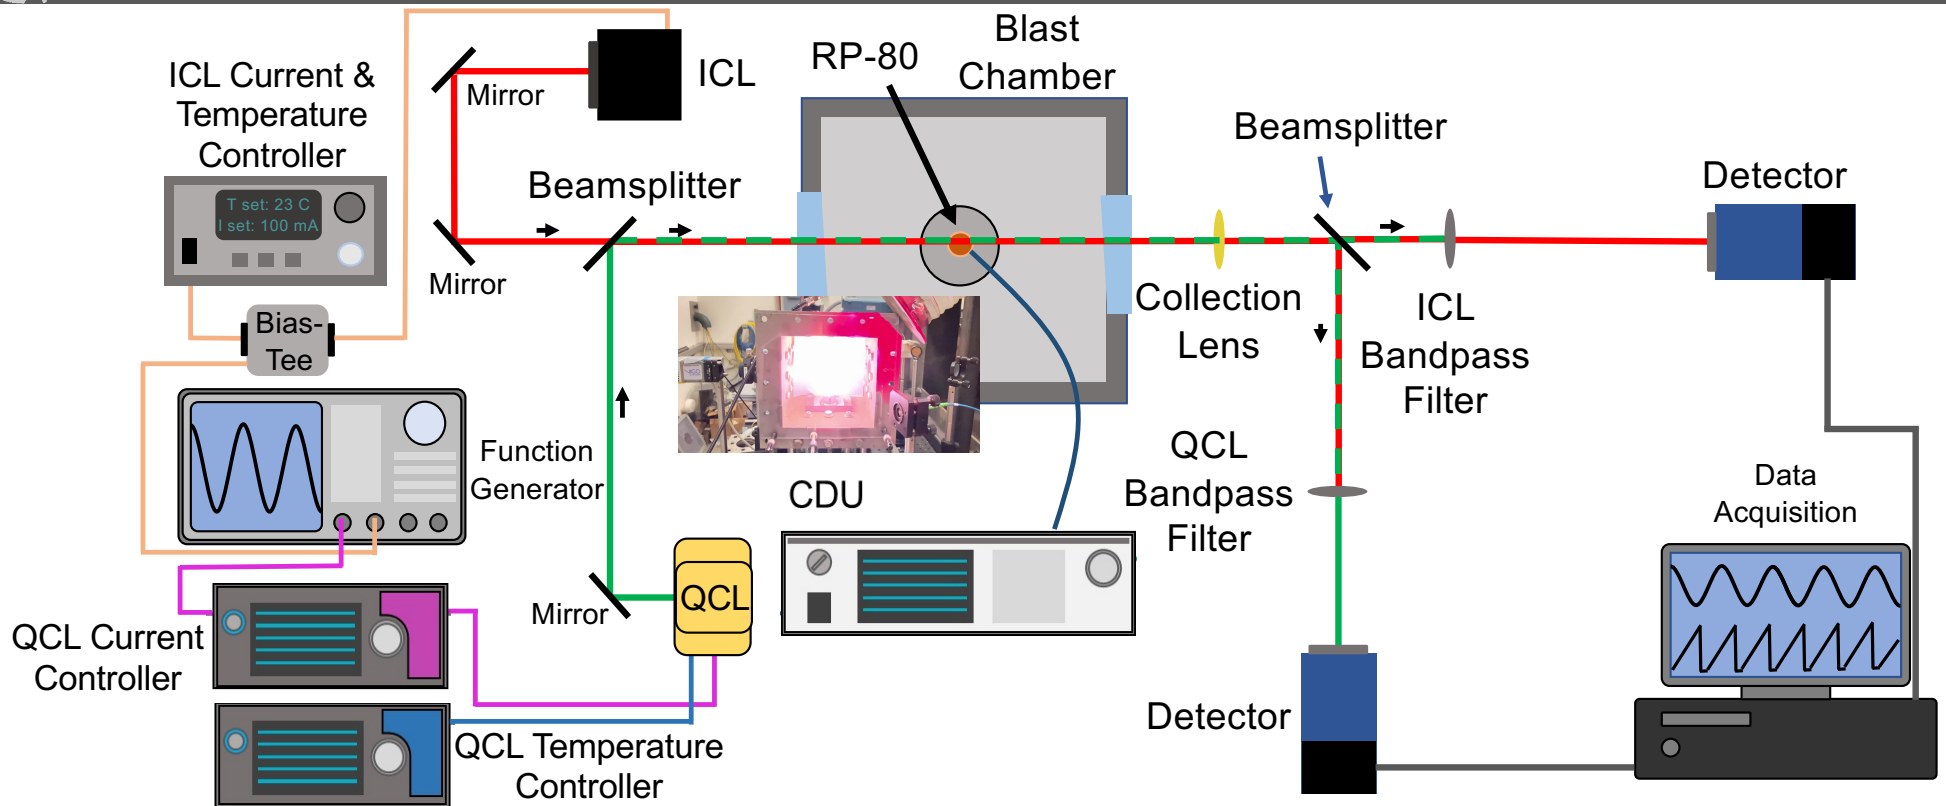 ICL Current &
Temperature
Controller
T set: 23 C
I set: 100 mA
Bias-
Tee
Mirror
ICL
Mirror
Beamsplitter
RP-80
Blast
Chamber
Beamsplitter
Detector
Collection
Lens
ICL
Bandpass
Filter
Function
Generator
CDU
QCL
Bandpass
Filter
Data
Acquisition
Mirror
QCL
QCL Current
Controller
QCL Temperature
Controller
Detector